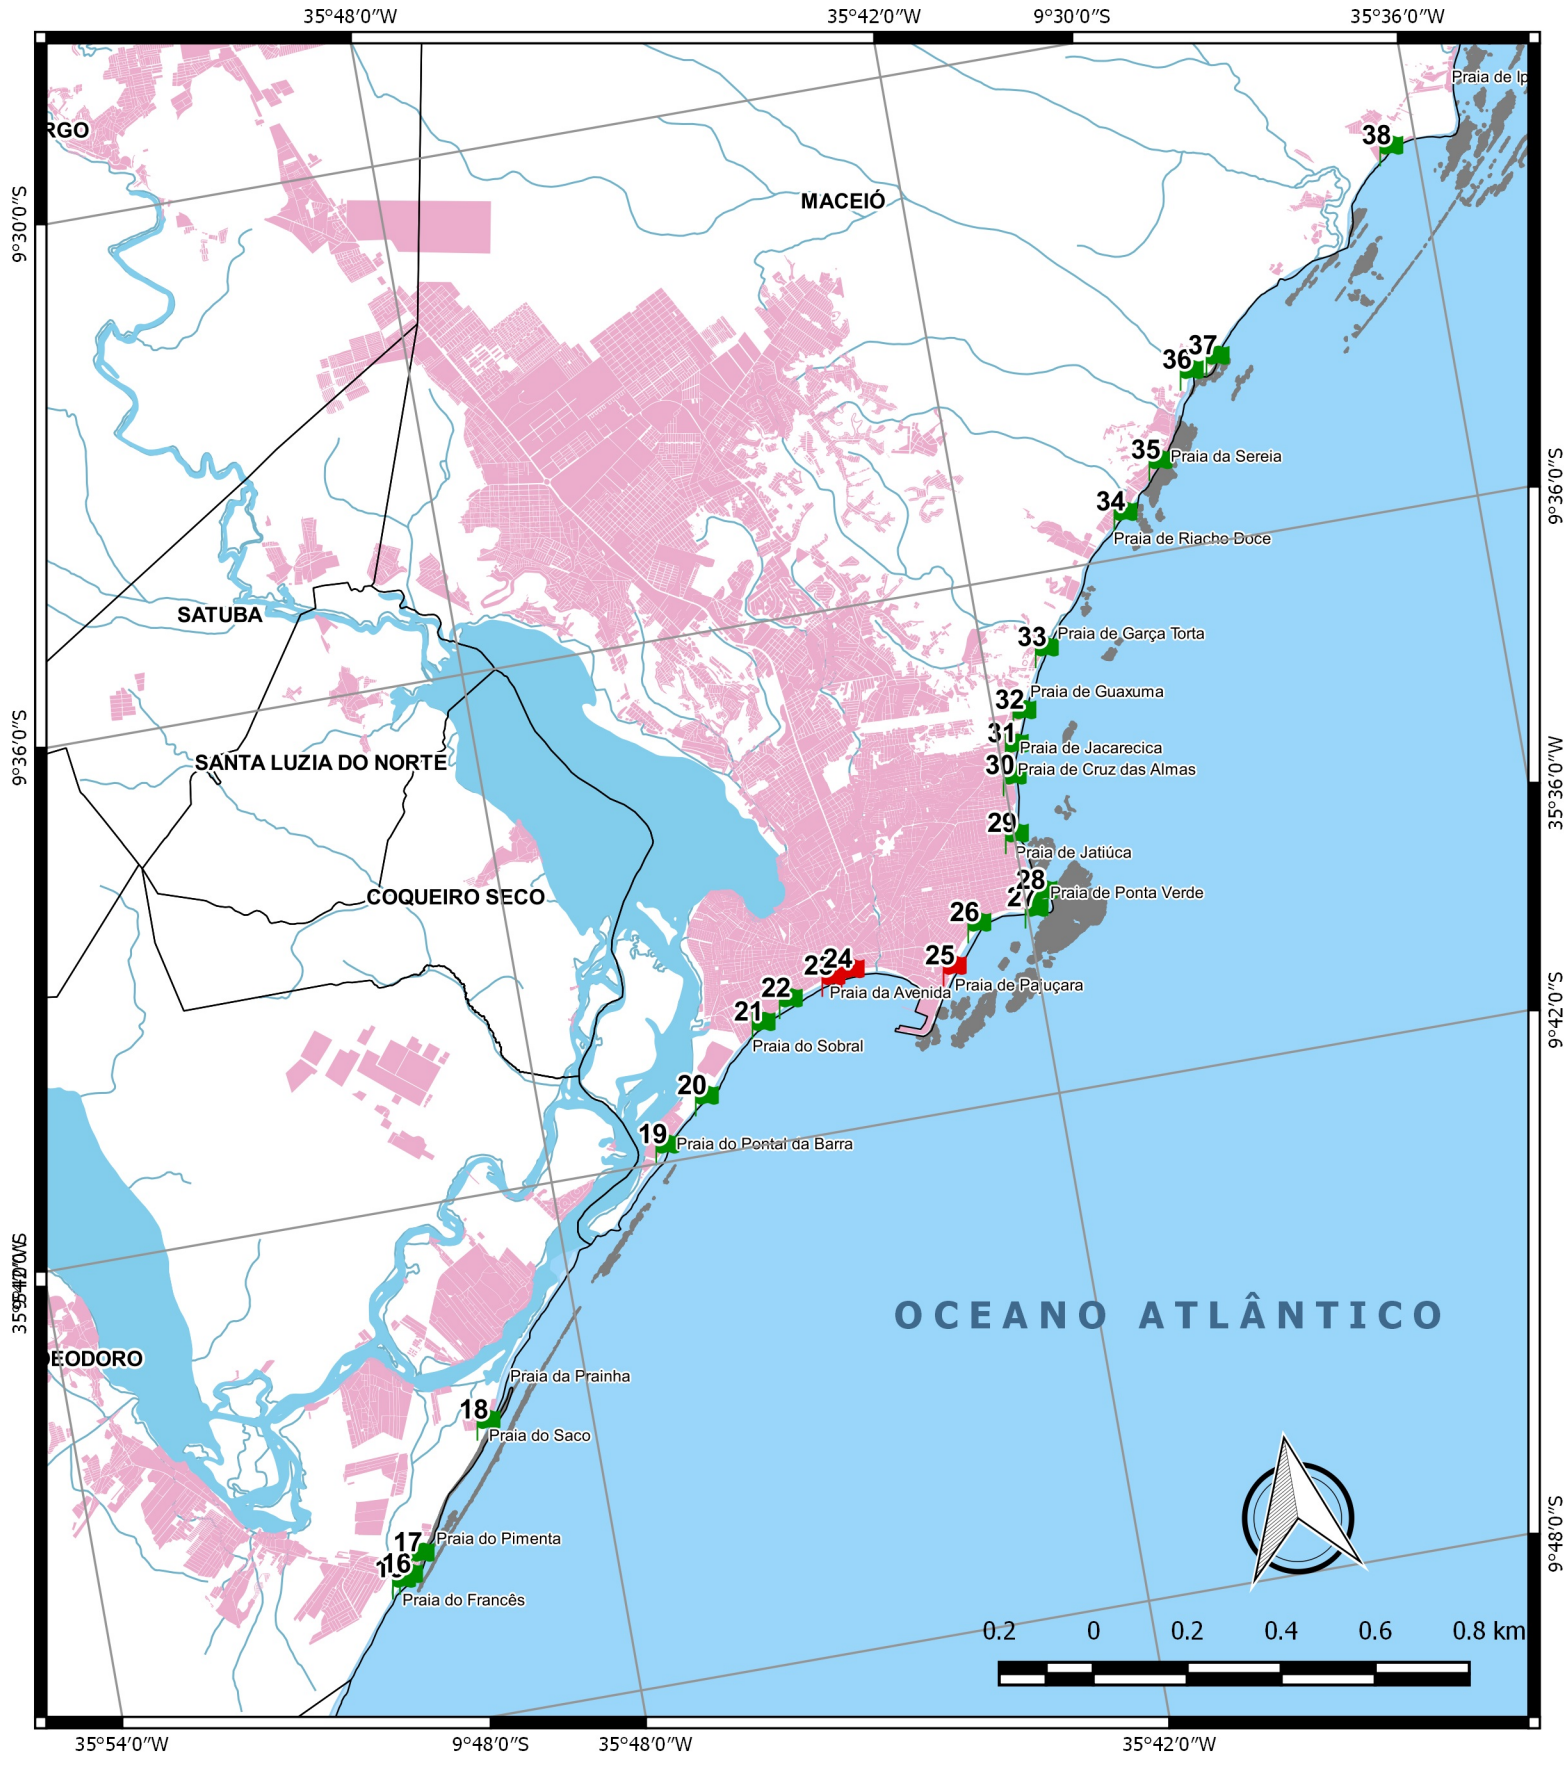 35°48'0"W
35°42'0"W
9°30'0"S
35°36'0"W
Praia de Ip
RGO
38
MACEIÓ
9°30'0"S
37
36
35
Praia da Sereia
9°36'0"S
34
Praia de Riacho Doce
SATUBA
33
Praia de Garça Torta
32
Praia de Guaxuma
9°36'0"S
31
Praia de Jacarecica
SANTA LUZIA DO NORTE
30
Praia de Cruz das Almas
35°36'0"W
29
Praia de Jatiúca
28
Praia de Ponta Verde
27
COQUEIRO SECO
26
25
24
23
Praia de Pajuçara
Praia da Avenida
22
21
9°42'0"S
Praia do Sobral
20
19
Praia do Pontal da Barra
OCEANO ATLÂNTICO
DEODORO
Praia da Prainha
18
Praia do Saco
17
Praia do Pimenta
9°48'0"S
16
Praia do Francês
0.2 0 0.2 0.4 0.6 0.8 km
35°54'0"W
9°48'0"S
35°48'0"W
35°42'0"W